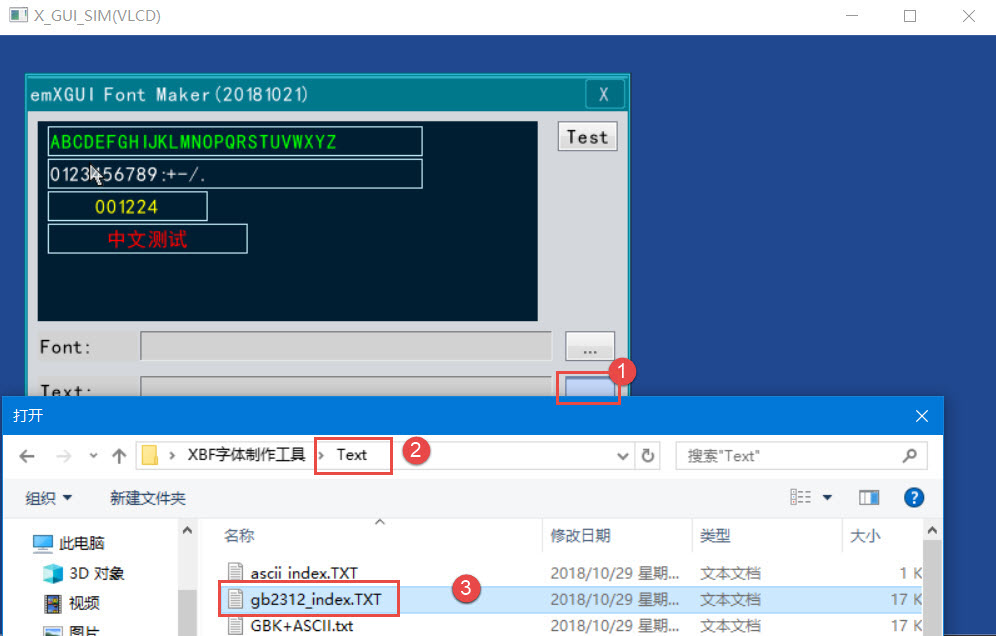 X_GUI_SIM(VLCD)
emXGUI Font Maker(20181021)
X
ABCDEFGHIJKLMNOPQRSTUVWXYZ
Test
0123456789:+-/.
001224
中文测试
Font:
...
Text:
1
打开
XBF字体制作工具 › Text
2
搜索"Text"
组织
新建文件夹
?
此电脑
名称
修改日期
类型
大小
3D 对象
ascii_index.TXT
2018/10/29 星期...
文本文档
1 K
视频
gb2312_index.TXT
3
2018/10/29 星期...
文本文档
17 K
图片
GBK+ASCII.txt
2018/10/29 星期...
文本文档
17 K